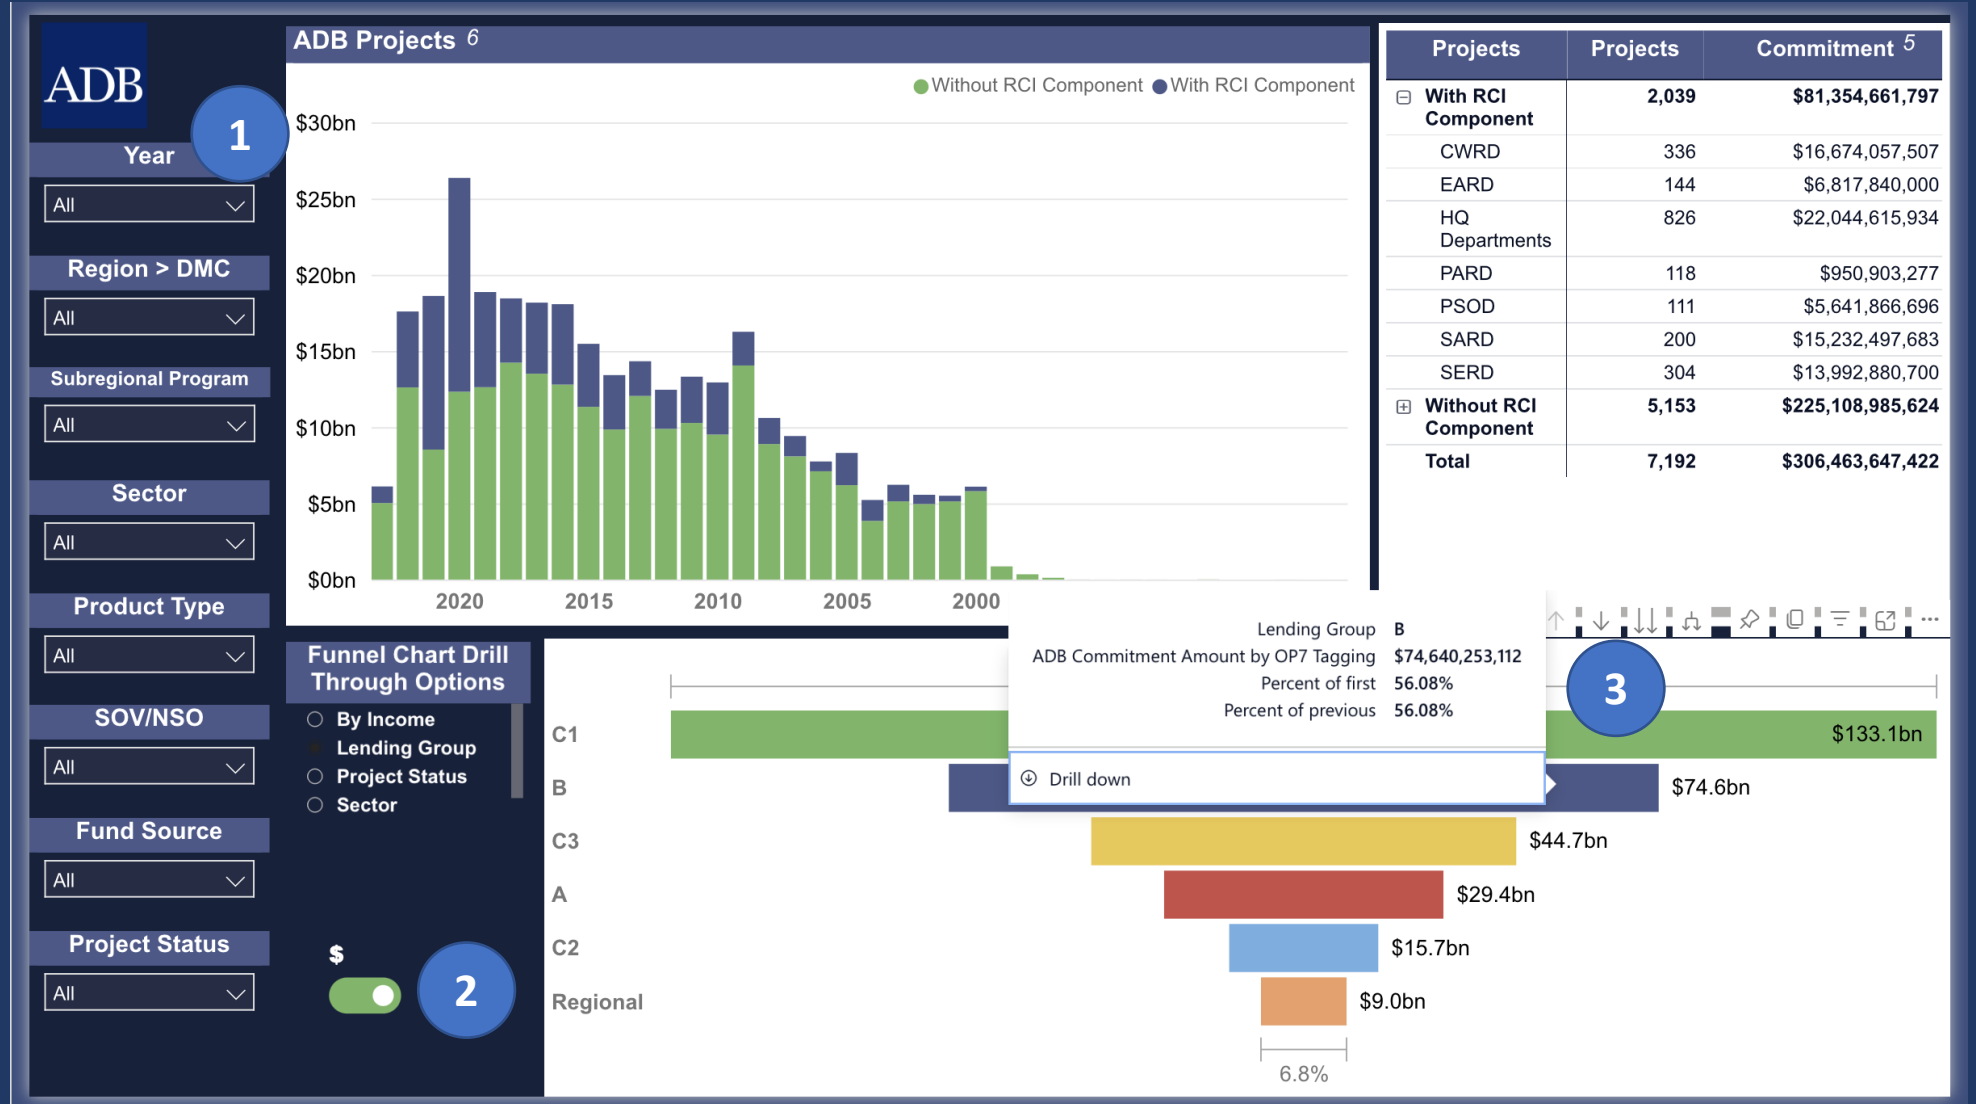 ADB
1
Year
All
Region > DMC
All
Subregional Program
All
Sector
All
Product Type
All
SOV/NSO
All
Fund Source
All
Project Status
All
ADB Projects 6
Without RCI Component With RCI Component
$30bn
$25bn
$20bn
$15bn
$10bn
$5bn
$0bn
2020 2015 2010 2005 2000
Projects Projects Commitment 5
With RCI
Component 2,039 $81,354,661,797
CWRD 336 $16,674,057,507
EARD 144 $6,817,840,000
HQ
Departments 826 $22,044,615,934
PARD 118 $950,903,277
PSOD 111 $5,641,866,696
SARD 200 $15,232,497,683
SERD 304 $13,992,880,700
Without RCI
Component 5,153 $225,108,985,624
Total 7,192 $306,463,647,422
Funnel Chart Drill
Through Options
By Income
Lending Group
Project Status
Sector
$
2
Lending Group B
ADB Commitment Amount by OP7 Tagging $74,640,253,112
Percent of first 56.08%
Percent of previous 56.08%
Drill down
3
C1 $133.1bn
B $74.6bn
C3 $44.7bn
A $29.4bn
C2 $15.7bn
Regional $9.0bn
6.8%